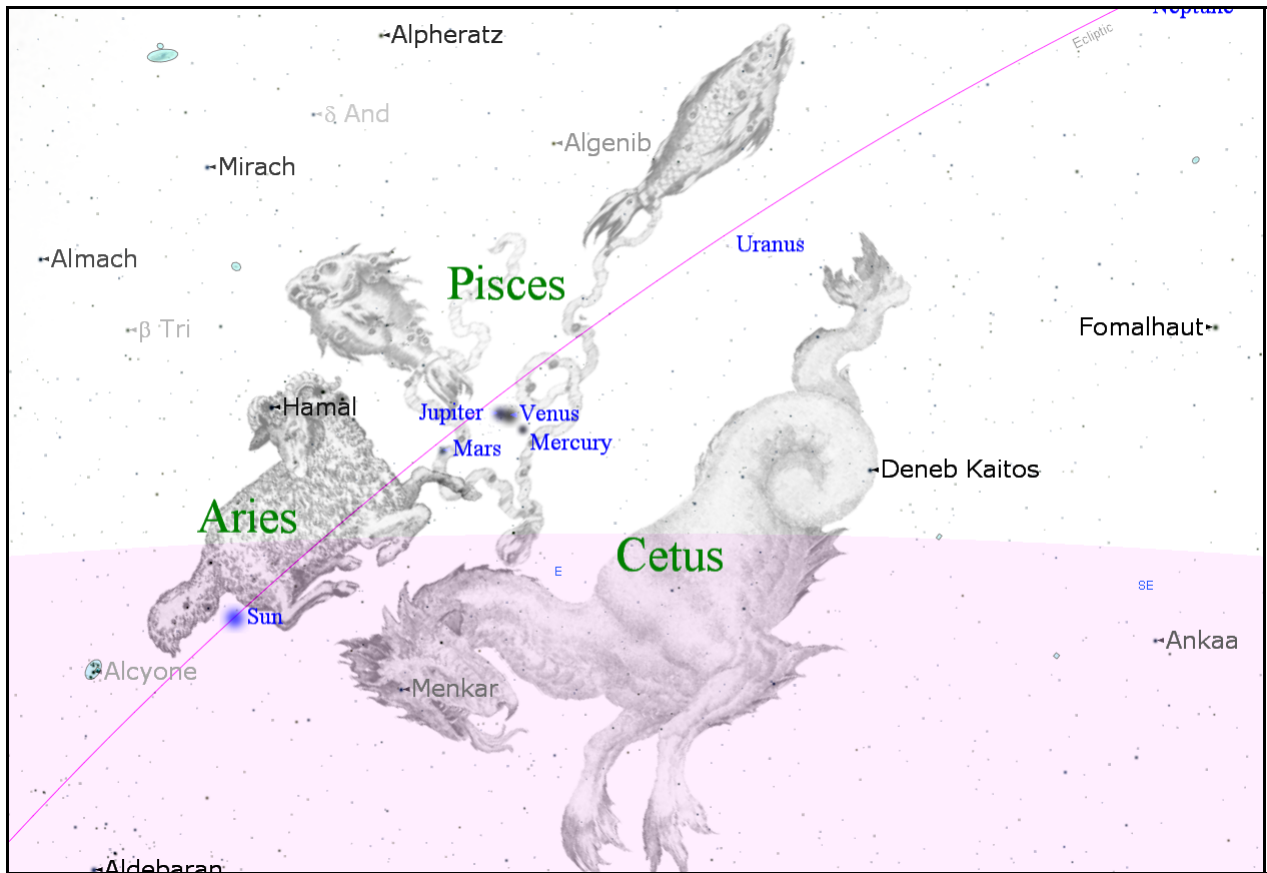 Neptune
Ecliptic
Alpheratz
δ And
Algenib
Mirach
Uranus
Almach
Pisces
β Tri
Fomalhaut
Hamal
Jupiter
Venus
Mercury
Mars
Deneb Kaitos
Aries
Cetus
E
SE
Sun
Ankaa
Alcyone
Menkar
Aldebaran